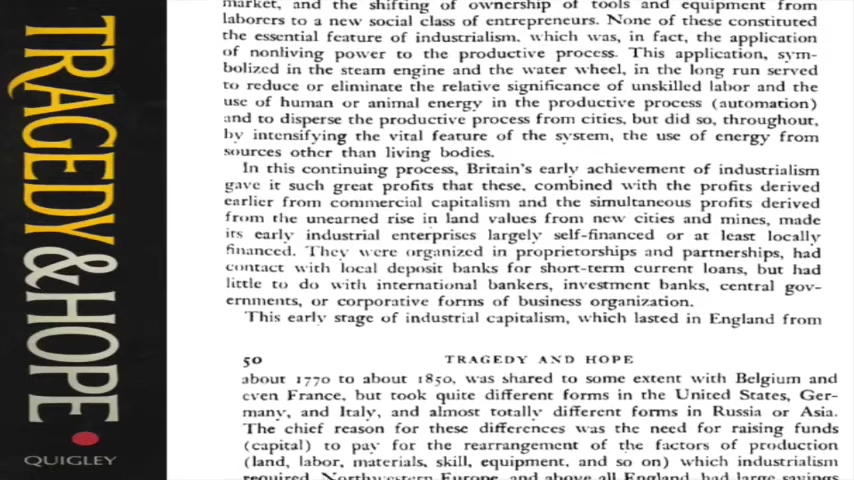 TRAGEDY & HOPE
QUIGLEY
market, and the shifting of ownership of tools and equipment from
laborers to a new social class of entrepreneurs. None of these constituted
the essential feature of industrialism, which was, in fact, the application
of nonliving power to the productive process. This application, sym-
bolized in the steam engine and the water wheel, in the long run served
to reduce or eliminate the relative significance of unskilled labor and the
use of human or animal energy in the productive process (automation)
and to disperse the productive process from cities, but did so, throughout,
by intensifying the vital feature of the system, the use of energy from
sources other than living bodies.
In this continuing process, Britain's early achievement of industrialism
gave it such great profits that these, combined with the profits derived
earlier from commercial capitalism and the simultaneous profits derived
from the unearned rise in land values from new cities and mines, made
its early industrial enterprises largely self-financed or at least locally
financed. They were organized in proprietorships and partnerships, had
contact with local deposit banks for short-term current loans, but had
little to do with international bankers, investment banks, central gov-
ernments, or corporative forms of business organization.
This early stage of industrial capitalism, which lasted in England from
50 TRAGEDY AND HOPE
about 1770 to about 1850, was shared to some extent with Belgium and
even France, but took quite different forms in the United States, Ger-
many, and Italy, and almost totally different forms in Russia or Asia.
The chief reason for these differences was the need for raising funds
(capital) to pay for the rearrangement of the factors of production
(land, labor, materials, skill, equipment, and so on) which industrialism
required. Northwestern Europe, and above all England, had large savings